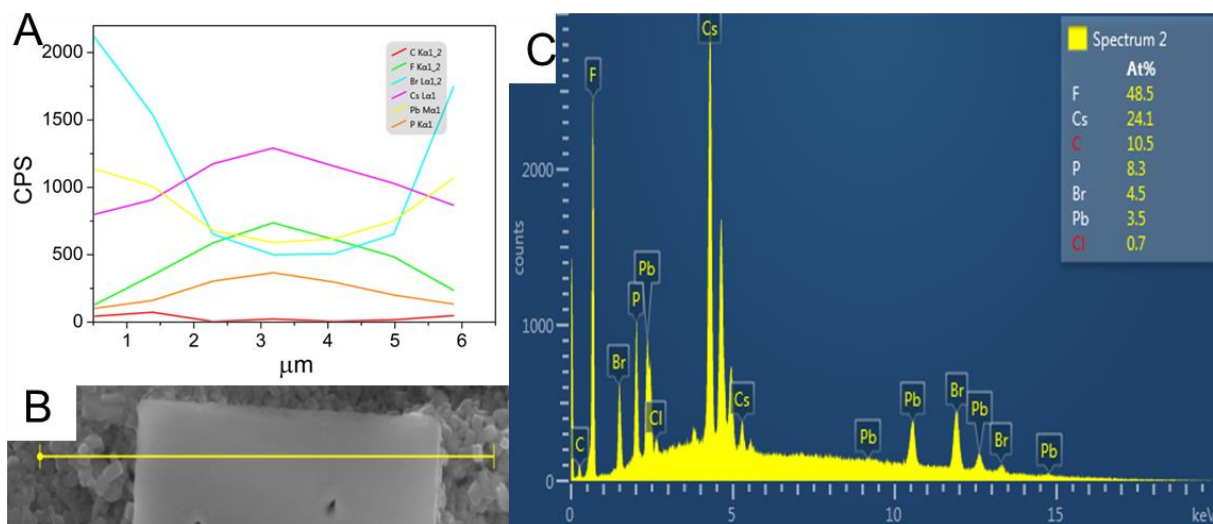 A
2000
1500
1000
500
0
CPS
C Kα1_2
F Kα1_2
Br Lα1,2
Cs Lα1
Pb Mα1
P Kα1
1 2 3 4 5 6
μm
B
C
Spectrum 2
At%
F 48.5
Cs 24.1
C 10.5
P 8.3
Br 4.5
Pb 3.5
Cl 0.7
2000
1000
0
counts
Cs
F
Pb
P
Br
Cl
C
Cs
Pb
Pb
Br
Pb
Br
Pb
0 5 10 15 keV